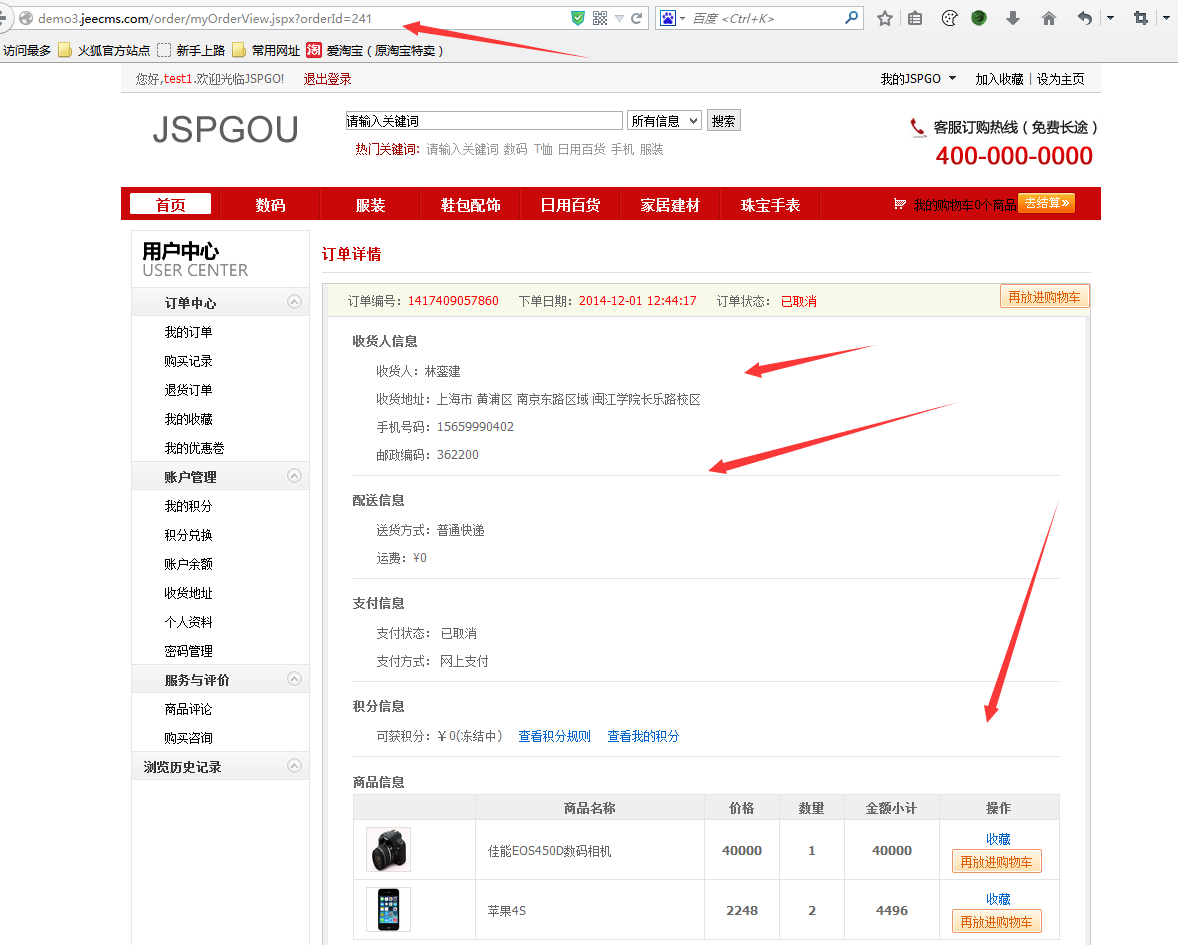 demo3.jeecms.com/order/myOrderView.jspx?orderId=241
百度 <Ctrl+K>
访问最多 火狐官方站点 新手上路 常用网址 淘 爱淘宝（原淘宝特卖）
您好,test1.欢迎光临JSPGO! 退出登录 我的JSPGO 加入收藏 | 设为主页
JSPGOU
请输入关键词 所有信息 搜索
热门关键词: 请输入关键词 数码 T恤 日用百货 手机 服装
客服订购热线（免费长途）
400-000-0000
首页 数码 服装 鞋包配饰 日用百货 家居建材 珠宝手表 我的购物车0个商品 去结算»
用户中心
USER CENTER
订单中心
我的订单
购买记录
退货订单
我的收藏
我的优惠卷
账户管理
我的积分
积分兑换
账户余额
收货地址
个人资料
密码管理
服务与评价
商品评论
购买咨询
浏览历史记录
订单详情
订单编号：1417409057860 下单日期：2014-12-01 12:44:17 订单状态： 已取消 再放进购物车
收货人信息
收货人：林銮建
收货地址：上海市 黄浦区 南京东路区域 闽江学院长乐路校区
手机号码：15659990402
邮政编码：362200
配送信息
送货方式：普通快递
运费：¥0
支付信息
支付状态： 已取消
支付方式： 网上支付
积分信息
可获积分：￥0(冻结中） 查看积分规则 查看我的积分
商品信息
商品名称 价格 数量 金额小计 操作
佳能EOS450D数码相机 40000 1 40000 收藏 再放进购物车
苹果4S 2248 2 4496 收藏 再放进购物车